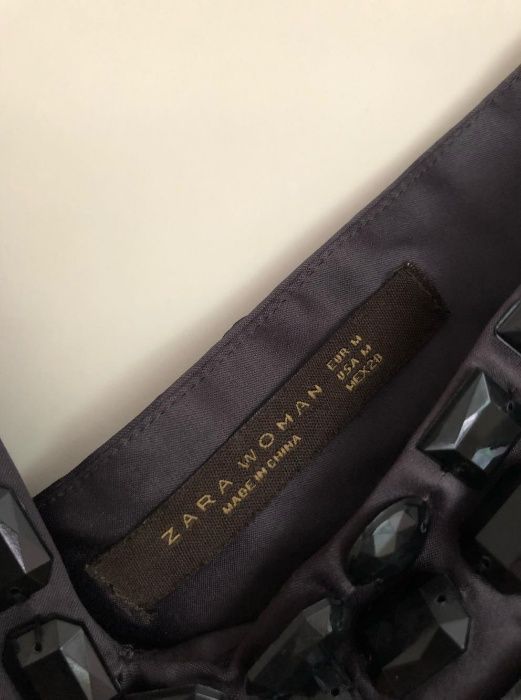 ZARA WOMAN
MADE IN CHINA
EUR M
USA M
MEX 28